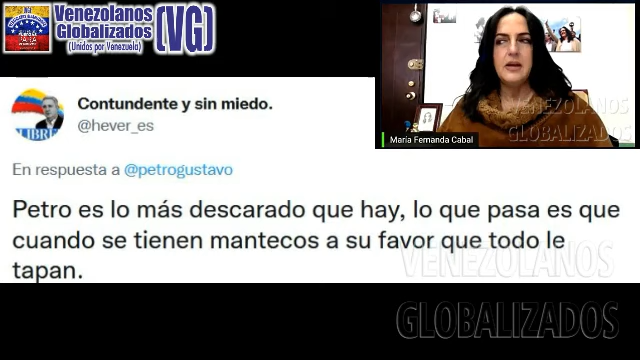 Venezolanos
Globalizados
(Unidos por Venezuela)
(VG)
VENEZOLANOS
GLOBALIZADOS
María Fernanda Cabal
Contundente y sin miedo.
@hever_es
LIBRE
En respuesta a @petrogustavo
Petro es lo más descarado que hay, lo que pasa es que
cuando se tienen mantecos a su favor que todo le
tapan.
VENEZOLANOS
GLOBALIZADOS